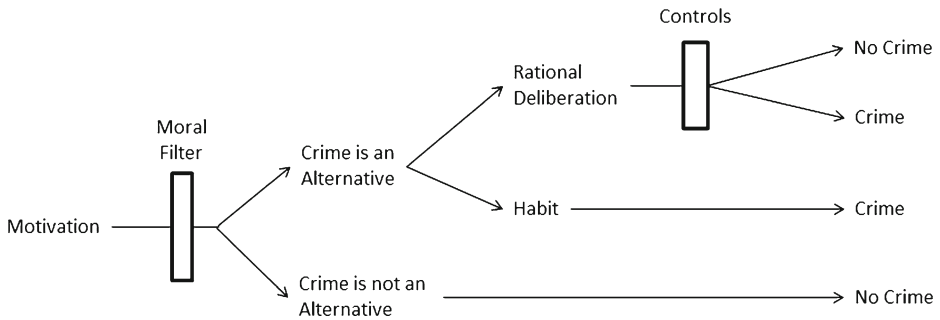 Controls
No Crime
Rational
Deliberation
Crime
Moral
Filter
Crime is an
Alternative
Habit
Crime
Motivation
Crime is not an
Alternative
No Crime